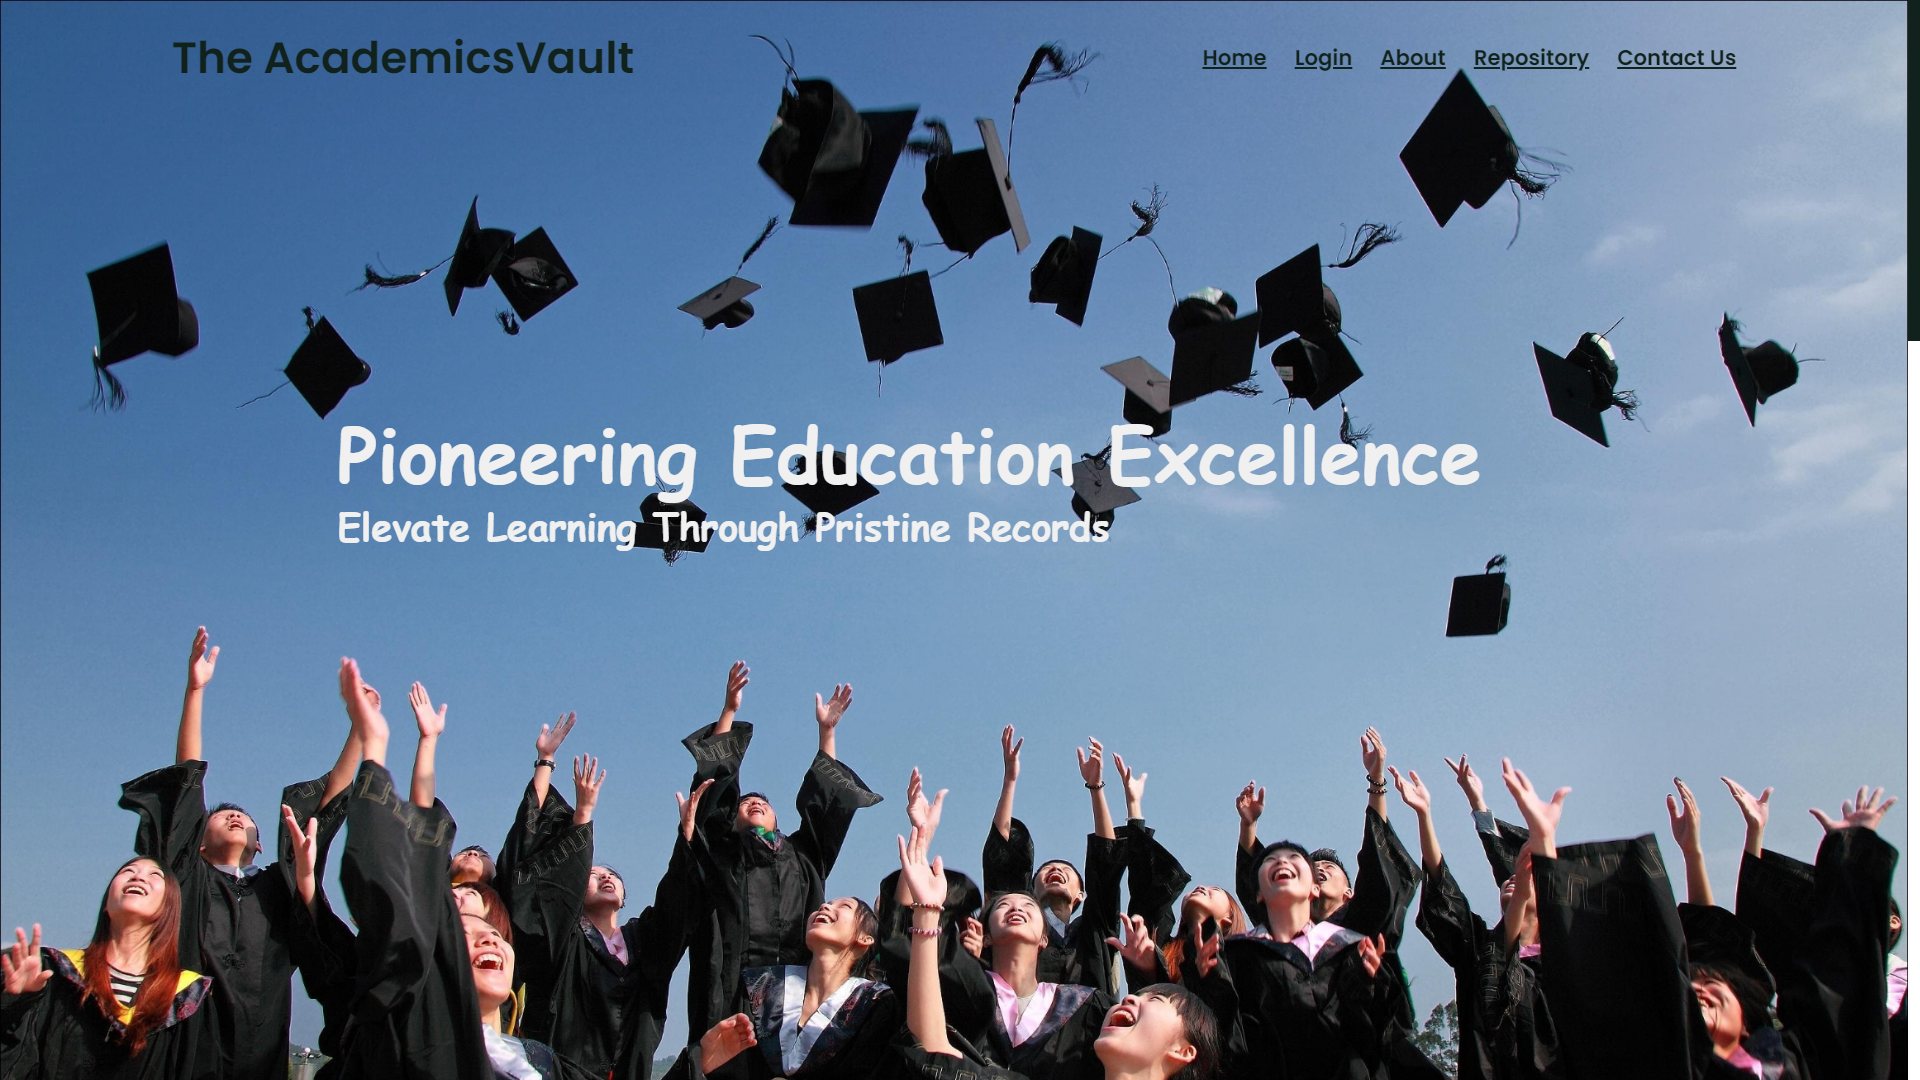 The AcademicsVault
Home Login About Repository Contact Us
Pioneering Education Excellence
Elevate Learning Through Pristine Records